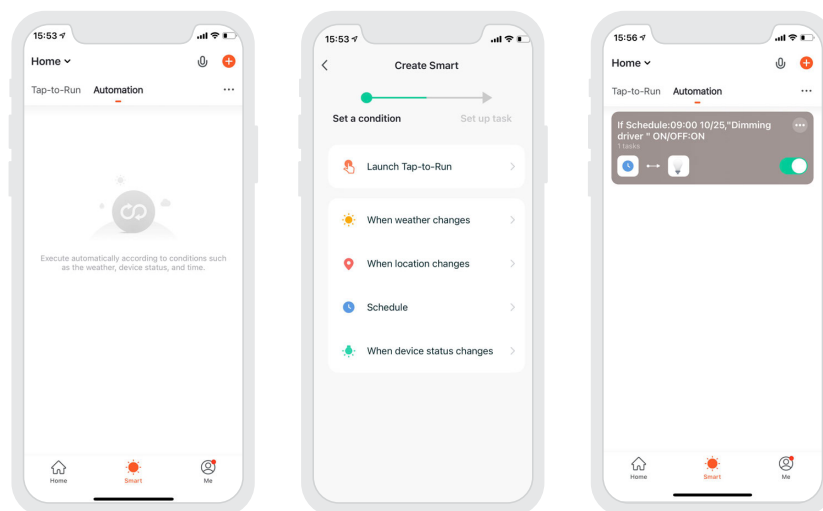 15:53
Home
Tap-to-Run Automation
Execute automatically according to conditions such
as the weather, device status, and time.
Home Smart Me
15:53
Create Smart
Set a condition Set up task
Launch Tap-to-Run
When weather changes
When location changes
Schedule
When device status changes
15:56
Home
Tap-to-Run Automation
If Schedule:09:00 10/25,"Dimming
driver " ON/OFF:ON
1 tasks
Home Smart Me